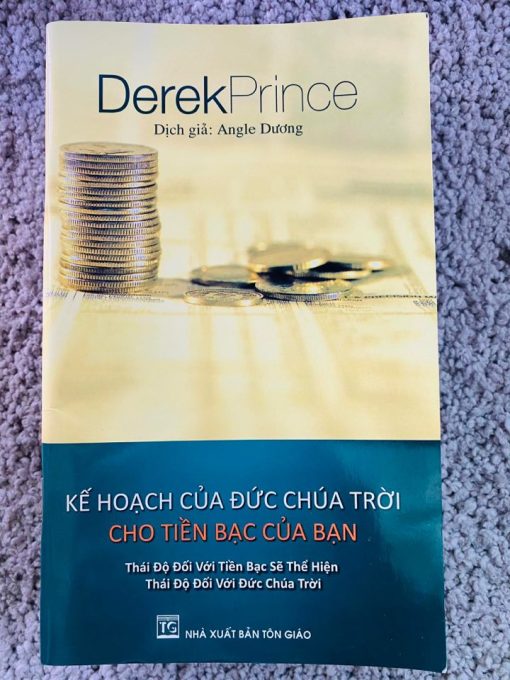 DerekPrince
Dịch giả: Angle Dương
KẾ HOẠCH CỦA ĐỨC CHÚA TRỜI
CHO TIỀN BẠC CỦA BẠN
Thái Độ Đối Với Tiền Bạc Sẽ Thể Hiện
Thái Độ Đối Với Đức Chúa Trời
TG
NHÀ XUẤT BẢN TÔN GIÁO